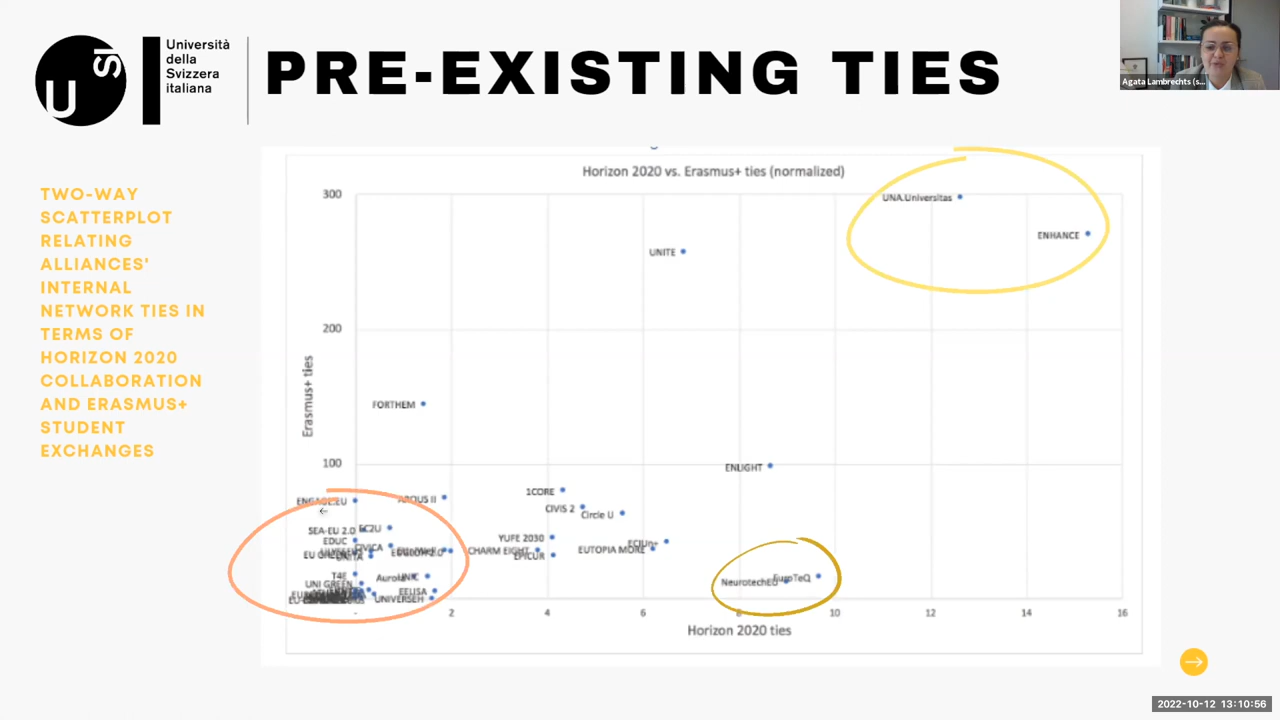 Università
della
Svizzera
italiana
USI
PRE-EXISTING TIES
Agata Lambrechts (s...
TWO-WAY
SCATTERPLOT
RELATING
ALLIANCES'
INTERNAL
NETWORK TIES IN
TERMS OF
HORIZON 2020
COLLABORATION
AND ERASMUS+
STUDENT
EXCHANGES
Horizon 2020 vs. Erasmus+ ties (normalized)
300
UNA.Universitas
ENHANCE
UNITE
200
Erasmus+ ties
FORTHEM
100
ENLIGHT
ENGAGE.EU
ARQUS II
1CORE
CIVIS 2
Circle U
SEA-EU 2.0
EC2U
EDUC
CIVICA
YUFE 2030
ECIUn+
CHARM EIGHT
EPICUR
EUTOPIA MORE
UNITA
T4E
Aurora
UNIC
NeurotechEU
EuroTeQ
UNI GREEN
EELISA
UNIVERSEH
-
2
4
6
8
10
12
14
16
Horizon 2020 ties
2022-10-12 13:10:56